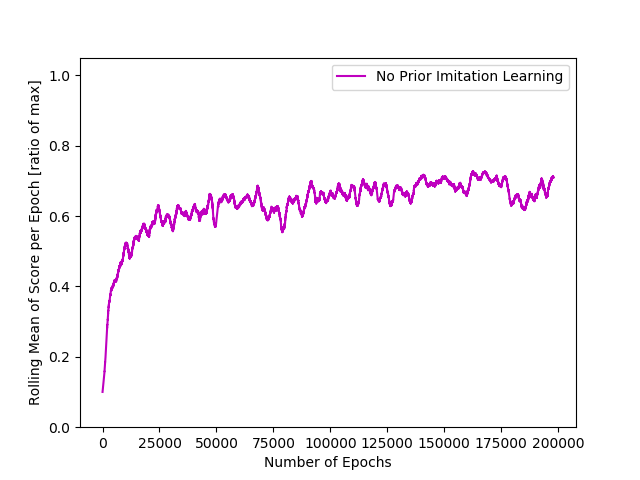 No Prior Imitation Learning
Rolling Mean of Score per Epoch [ratio of max]
1.0
0.8
0.6
0.4
0.2
0.0
0 25000 50000 75000 100000 125000 150000 175000 200000
Number of Epochs